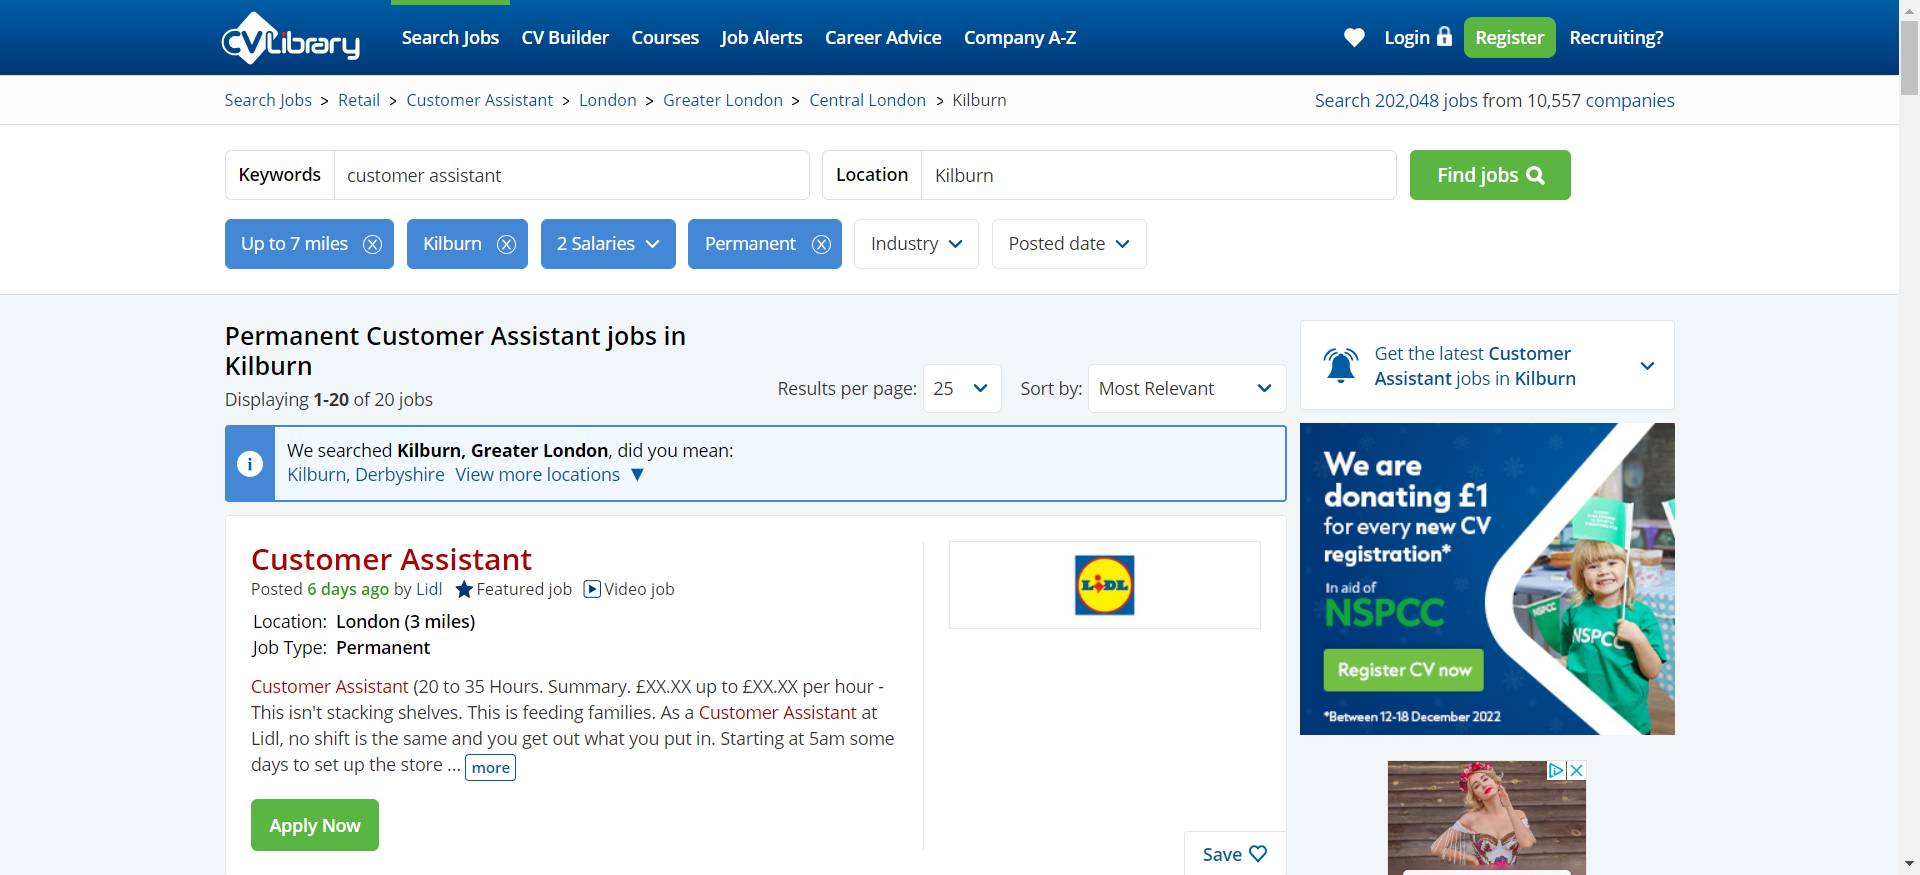 CVLibrary
Search Jobs CV Builder Courses Job Alerts Career Advice Company A-Z Login Register Recruiting?
Search Jobs > Retail > Customer Assistant > London > Greater London > Central London > Kilburn
Search 202,048 jobs from 10,557 companies
Keywords customer assistant Location Kilburn Find jobs
Up to 7 miles Kilburn 2 Salaries Permanent Industry Posted date
Permanent Customer Assistant jobs in
Kilburn
Displaying 1-20 of 20 jobs
Results per page: 25 Sort by: Most Relevant
We searched Kilburn, Greater London, did you mean:
Kilburn, Derbyshire View more locations ▼
Customer Assistant
Posted 6 days ago by Lidl Featured job Video job
Location: London (3 miles)
Job Type: Permanent
Customer Assistant (20 to 35 Hours. Summary. £XX.XX up to £XX.XX per hour -
This isn't stacking shelves. This is feeding families. As a Customer Assistant at
Lidl, no shift is the same and you get out what you put in. Starting at 5am some
days to set up the store ... more
Apply Now
LIDL
Save
Get the latest Customer
Assistant jobs in Kilburn
We are
donating £1
for every new CV
registration*
In aid of
NSPCC
Register CV now
*Between 12-18 December 2022
NSPCC
NSPCC